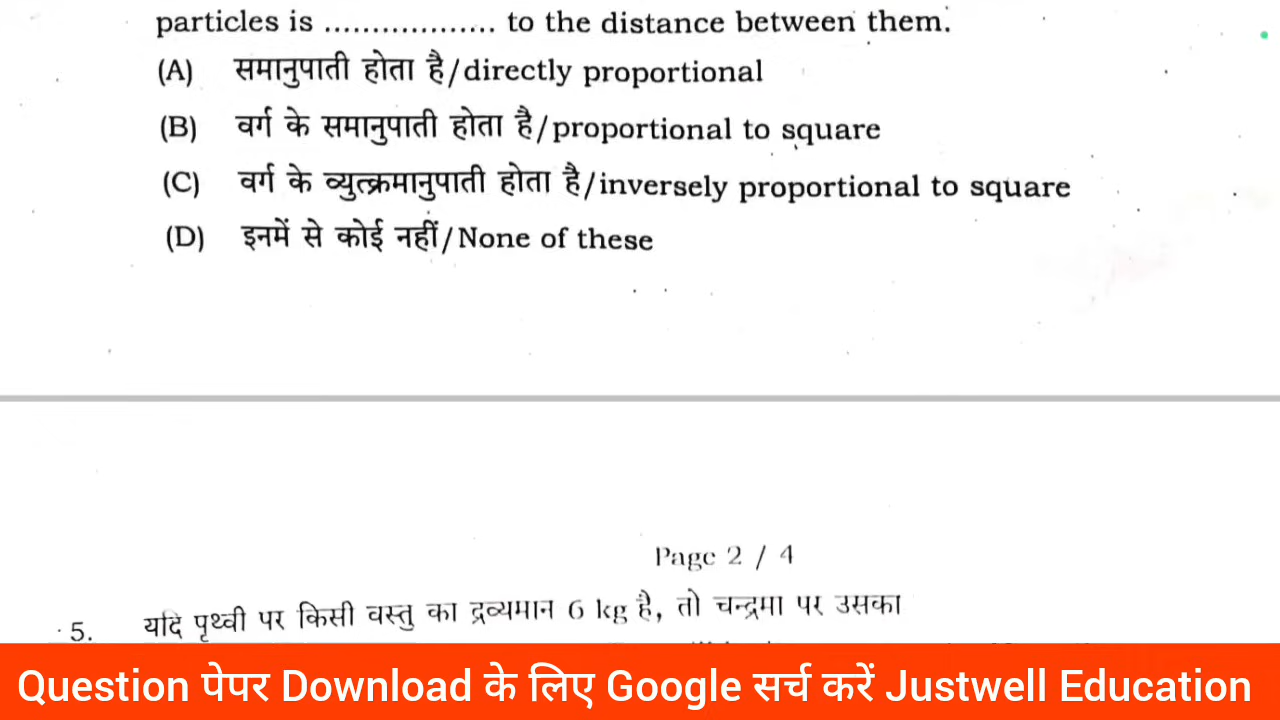 particles is .................. to the distance between them.
(A) समानुपाती होता है/directly proportional
(B) वर्ग के समानुपाती होता है/proportional to square
(C) वर्ग के व्युत्क्रमानुपाती होता है/inversely proportional to square
(D) इनमें से कोई नहीं/None of these
Page 2 / 4
5. यदि पृथ्वी पर किसी वस्तु का द्रव्यमान 6 kg है, तो चन्द्रमा पर उसका
Question पेपर Download के लिए Google सर्च करें Justwell Education